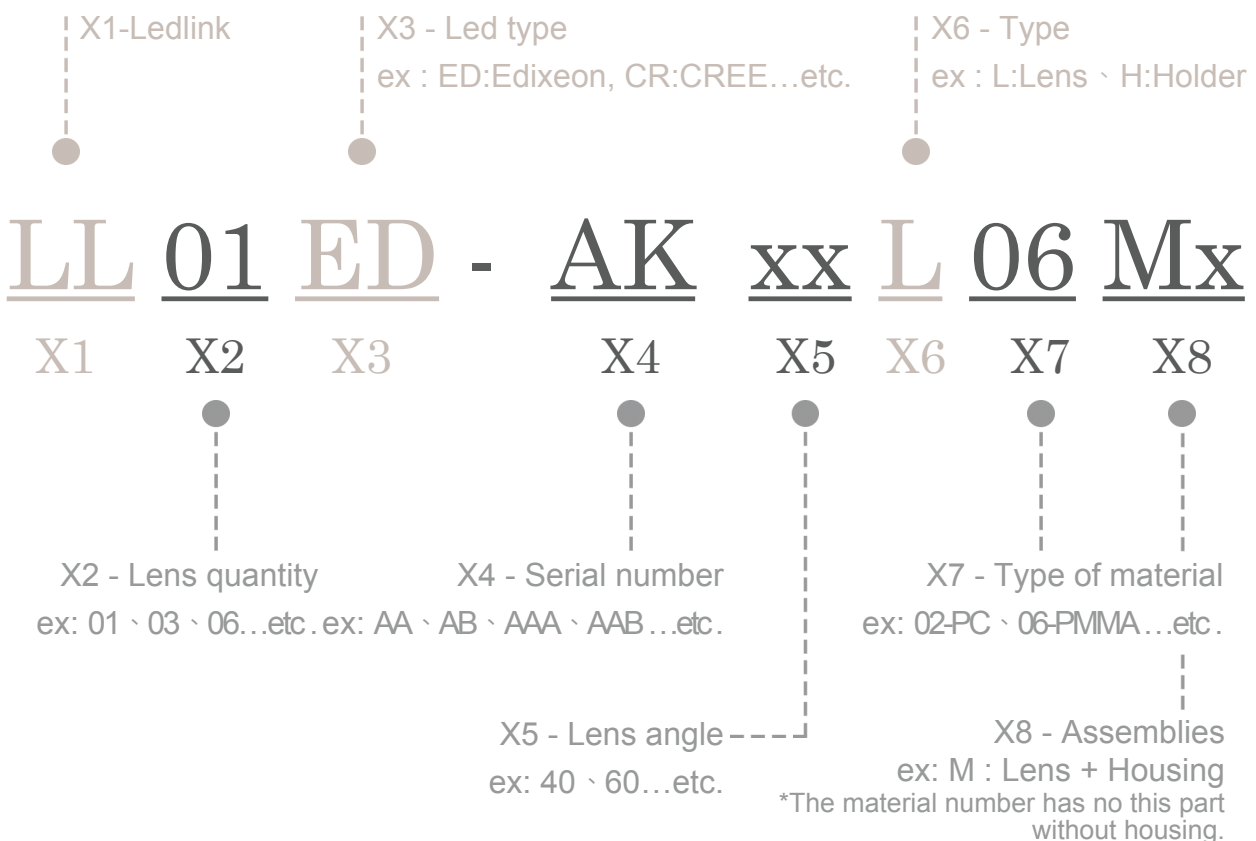 X1-Ledlink
X3 - Led type
ex : ED:Edixeon, CR:CREE…etc.
X6 - Type
ex : L:Lens、H:Holder
LL 01 ED - AK xx L 06 Mx
X1 X2 X3 X4 X5 X6 X7 X8
X2 - Lens quantity
ex: 01、03、06…etc.
X4 - Serial number
ex: AA、AB、AAA、AAB…etc.
X7 - Type of material
ex: 02-PC、06-PMMA…etc.
X5 - Lens angle
ex: 40、60…etc.
X8 - Assemblies
ex: M : Lens + Housing
*The material number has no this part
without housing.